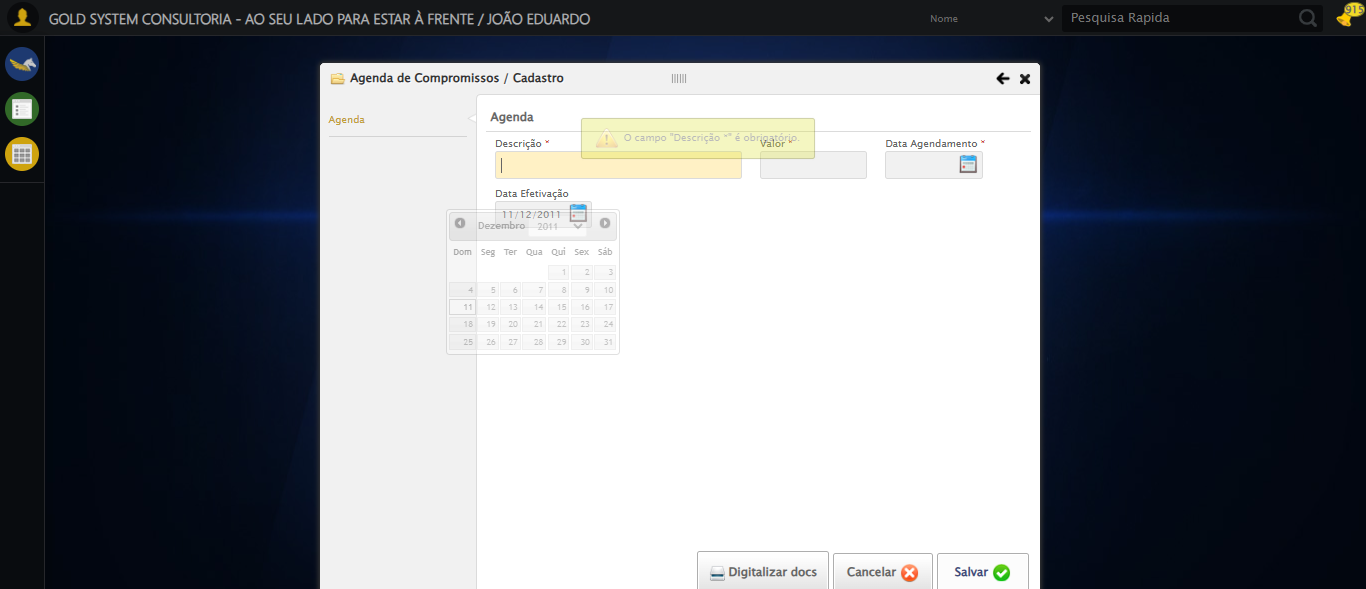 GOLD SYSTEM CONSULTORIA - AO SEU LADO PARA ESTAR À FRENTE / JOÃO EDUARDO
Nome
Pesquisa Rapida
915
Agenda de Compromissos / Cadastro
Agenda
Agenda
O campo "Descrição *" é obrigatório.
Descrição *
Valor *
Data Agendamento *
Data Efetivação
11/12/2011
Dezembro 2011
Dom Seg Ter Qua Qui Sex Sáb
1 2 3
4 5 6 7 8 9 10
11 12 13 14 15 16 17
18 19 20 21 22 23 24
25 26 27 28 29 30 31
Digitalizar docs
Cancelar
Salvar